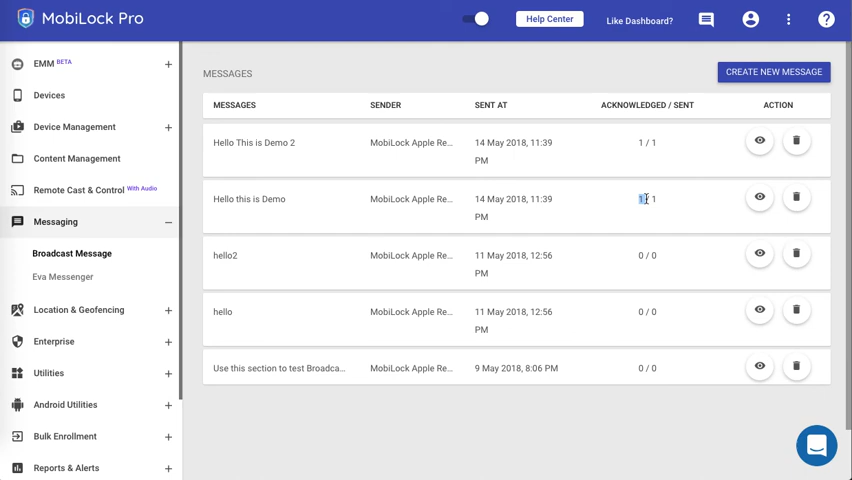 MobiLock Pro
Help Center
Like Dashboard?
EMM BETA
Devices
Device Management
Content Management
Remote Cast & Control With Audio
Messaging
Broadcast Message
Eva Messenger
Location & Geofencing
Enterprise
Utilities
Android Utilities
Bulk Enrollment
Reports & Alerts
MESSAGES
CREATE NEW MESSAGE
MESSAGES SENDER SENT AT ACKNOWLEDGED / SENT ACTION
Hello This is Demo 2 MobiLock Apple Re... 14 May 2018, 11:39 1 / 1
PM
Hello this is Demo MobiLock Apple Re... 14 May 2018, 11:39 1 / 1
PM
hello2 MobiLock Apple Re... 11 May 2018, 12:56 0 / 0
PM
hello MobiLock Apple Re... 11 May 2018, 12:56 0 / 0
PM
Use this section to test Broadca... MobiLock Apple Re... 9 May 2018, 8:06 PM 0 / 0